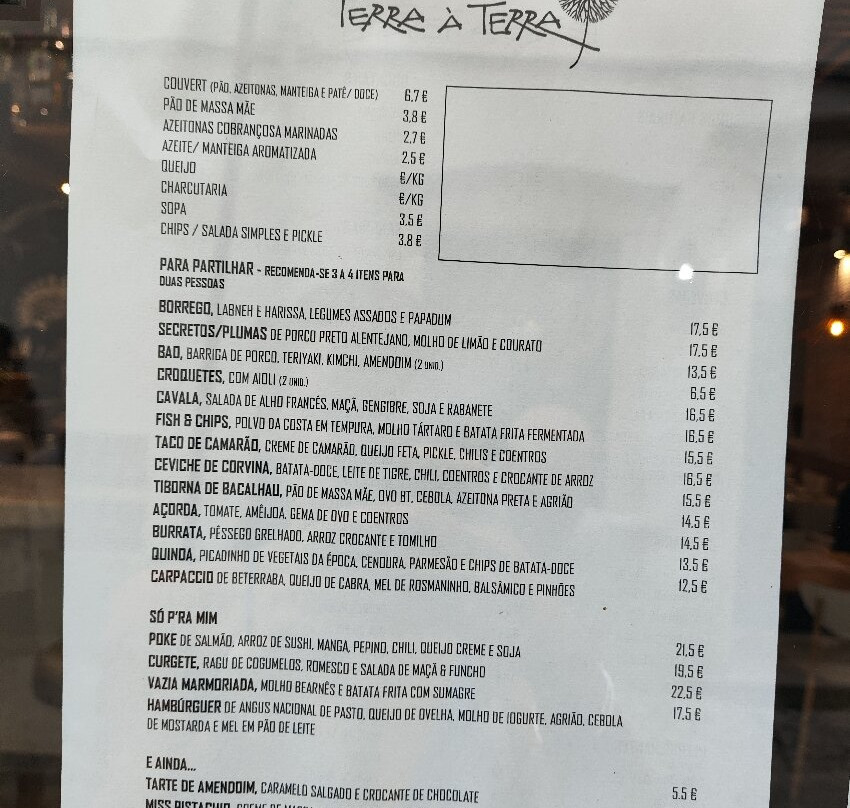 TERRA À TERRA
COUVERT (PÃO, AZEITONAS, MANTEIGA E PATÊ/ DOCE) 6,7 €
PÃO DE MASSA MÃE 3,8 €
AZEITONAS COBRANÇOSA MARINADAS 2,7 €
AZEITE/ MANTEIGA AROMATIZADA 2,5 €
QUEIJO €/KG
CHARCUTARIA €/KG
SOPA 3,5 €
CHIPS / SALADA SIMPLES E PICKLE 3,8 €
PARA PARTILHAR - RECOMENDA-SE 3 A 4 ITENS PARA
DUAS PESSOAS
BORREGO, LABNEH E HARISSA, LEGUMES ASSADOS E PAPADUM 17,5 €
SECRETOS/PLUMAS DE PORCO PRETO ALENTEJANO, MOLHO DE LIMÃO E COURATO 17,5 €
BAO, BARRIGA DE PORCO, TERIYAKI, KIMCHI, AMENDOIM (2 UNID.) 13,5 €
CROQUETES, COM AIOLI (2 UNID.) 6,5 €
CAVALA, SALADA DE ALHO FRANCÊS, MAÇÃ, GENGIBRE, SOJA E RABANETE 16,5 €
FISH & CHIPS, POLVO DA COSTA EM TEMPURA, MOLHO TÁRTARO E BATATA FRITA FERMENTADA 16,5 €
TACO DE CAMARÃO, CREME DE CAMARÃO, QUEIJO FETA, PICKLE, CHILIS E COENTROS 15,5 €
CEVICHE DE CORVINA, BATATA-DOCE, LEITE DE TIGRE, CHILI, COENTROS E CROCANTE DE ARROZ 16,5 €
TIBORNA DE BACALHAU, PÃO DE MASSA MÃE, OVO BT, CEBOLA, AZEITONA PRETA E AGRIÃO 15,5 €
AÇORDA, TOMATE, AMÊIJOA, GEMA DE OVO E COENTROS 14,5 €
BURRATA, PÊSSEGO GRELHADO, ARROZ CROCANTE E TOMILHO 14,5 €
QUINOA, PICADINHO DE VEGETAIS DA ÉPOCA, CENOURA, PARMESÃO E CHIPS DE BATATA-DOCE 13,5 €
CARPACCIO DE BETERRABA, QUEIJO DE CABRA, MEL DE ROSMANINHO, BALSÂMICO E PINHÕES 12,5 €
SÓ P'RA MIM
POKE DE SALMÃO, ARROZ DE SUSHI, MANGA, PEPINO, CHILI, QUEIJO CREME E SOJA 21,5 €
CURGETE, RAGU DE COGUMELOS, ROMESCO E SALADA DE MAÇÃ & FUNCHO 19,5 €
VAZIA MARMORIADA, MOLHO BEARNÊS E BATATA FRITA COM SUMAGRE 22,5 €
HAMBÚRGUER DE ANGUS NACIONAL DE PASTO, QUEIJO DE OVELHA, MOLHO DE IOGURTE, AGRIÃO, CEBOLA 17,5 €
DE MOSTARDA E MEL EM PÃO DE LEITE
E AINDA...
TARTE DE AMENDOIM, CARAMELO SALGADO E CROCANTE DE CHOCOLATE 5,5 €
MISS PISTACHIO, CREME DE